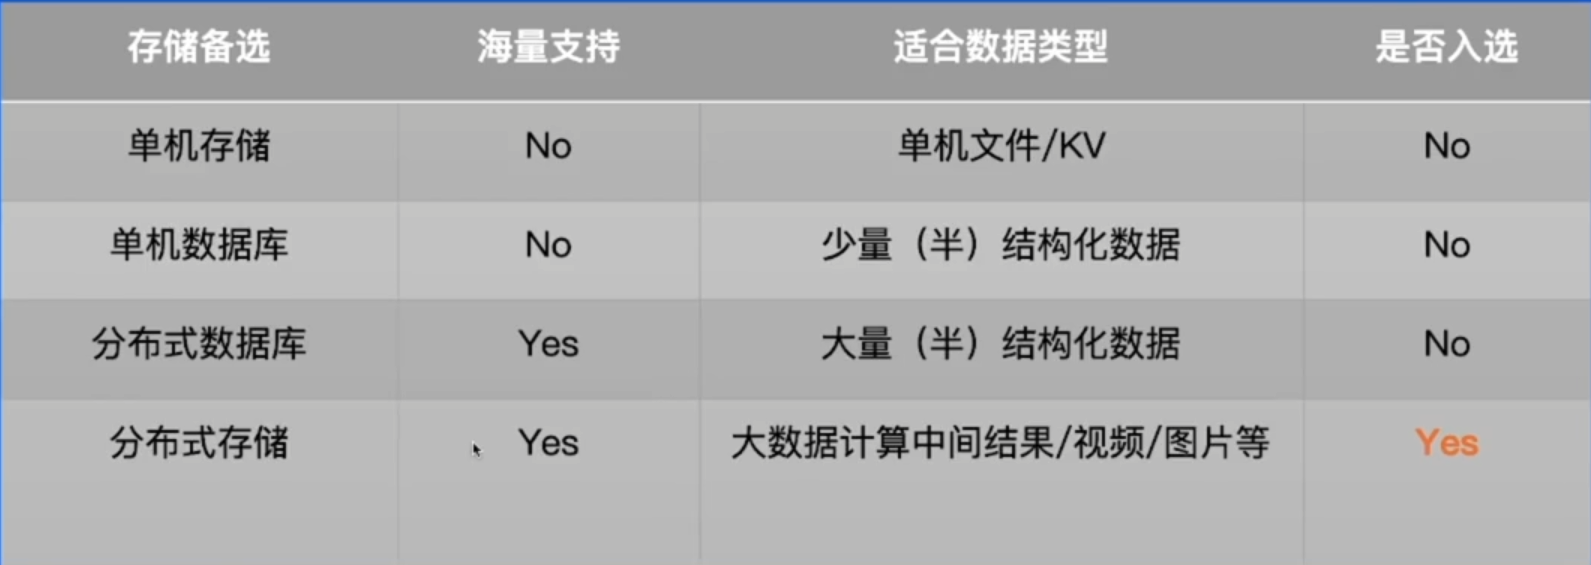 存储备选 海量支持 适合数据类型 是否入选
单机存储 No 单机文件/KV No
单机数据库 No 少量（半）结构化数据 No
分布式数据库 Yes 大量（半）结构化数据 No
分布式存储 Yes 大数据计算中间结果/视频/图片等 Yes